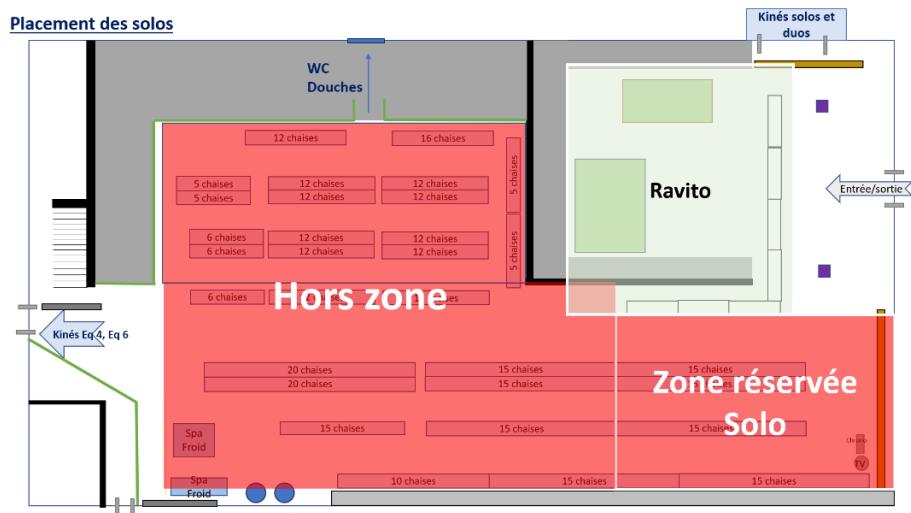 Placement des solos
Kinés solos et
duos
WC
Douches
12 chaises
16 chaises
5 chaises
5 chaises
5 chaises
12 chaises
12 chaises
12 chaises
12 chaises
Ravito
Entrée/sortie
6 chaises
6 chaises
12 chaises
12 chaises
12 chaises
12 chaises
5 chaises
6 chaises
Hors zone
Kinés Eq 4, Eq 6
20 chaises
20 chaises
15 chaises
15 chaises
Zone réservée
Solo
15 chaises
15 chaises
15 chaises
Spa
Froid
Chrono
TV
Spa
Froid
10 chaises
15 chaises
15 chaises